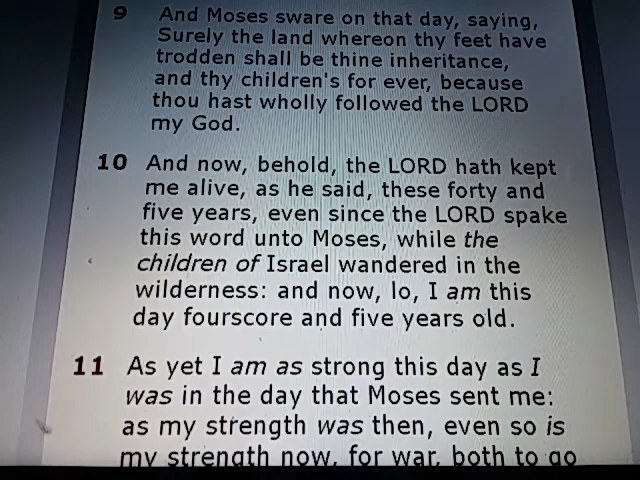 9 And Moses sware on that day, saying,
Surely the land whereon thy feet have
trodden shall be thine inheritance,
and thy children's for ever, because
thou hast wholly followed the LORD
my God.
10 And now, behold, the LORD hath kept
me alive, as he said, these forty and
five years, even since the LORD spake
this word unto Moses, while the
children of Israel wandered in the
wilderness: and now, lo, I am this
day fourscore and five years old.
11 As yet I am as strong this day as I
was in the day that Moses sent me:
as my strength was then, even so is
my strength now, for war, both to go